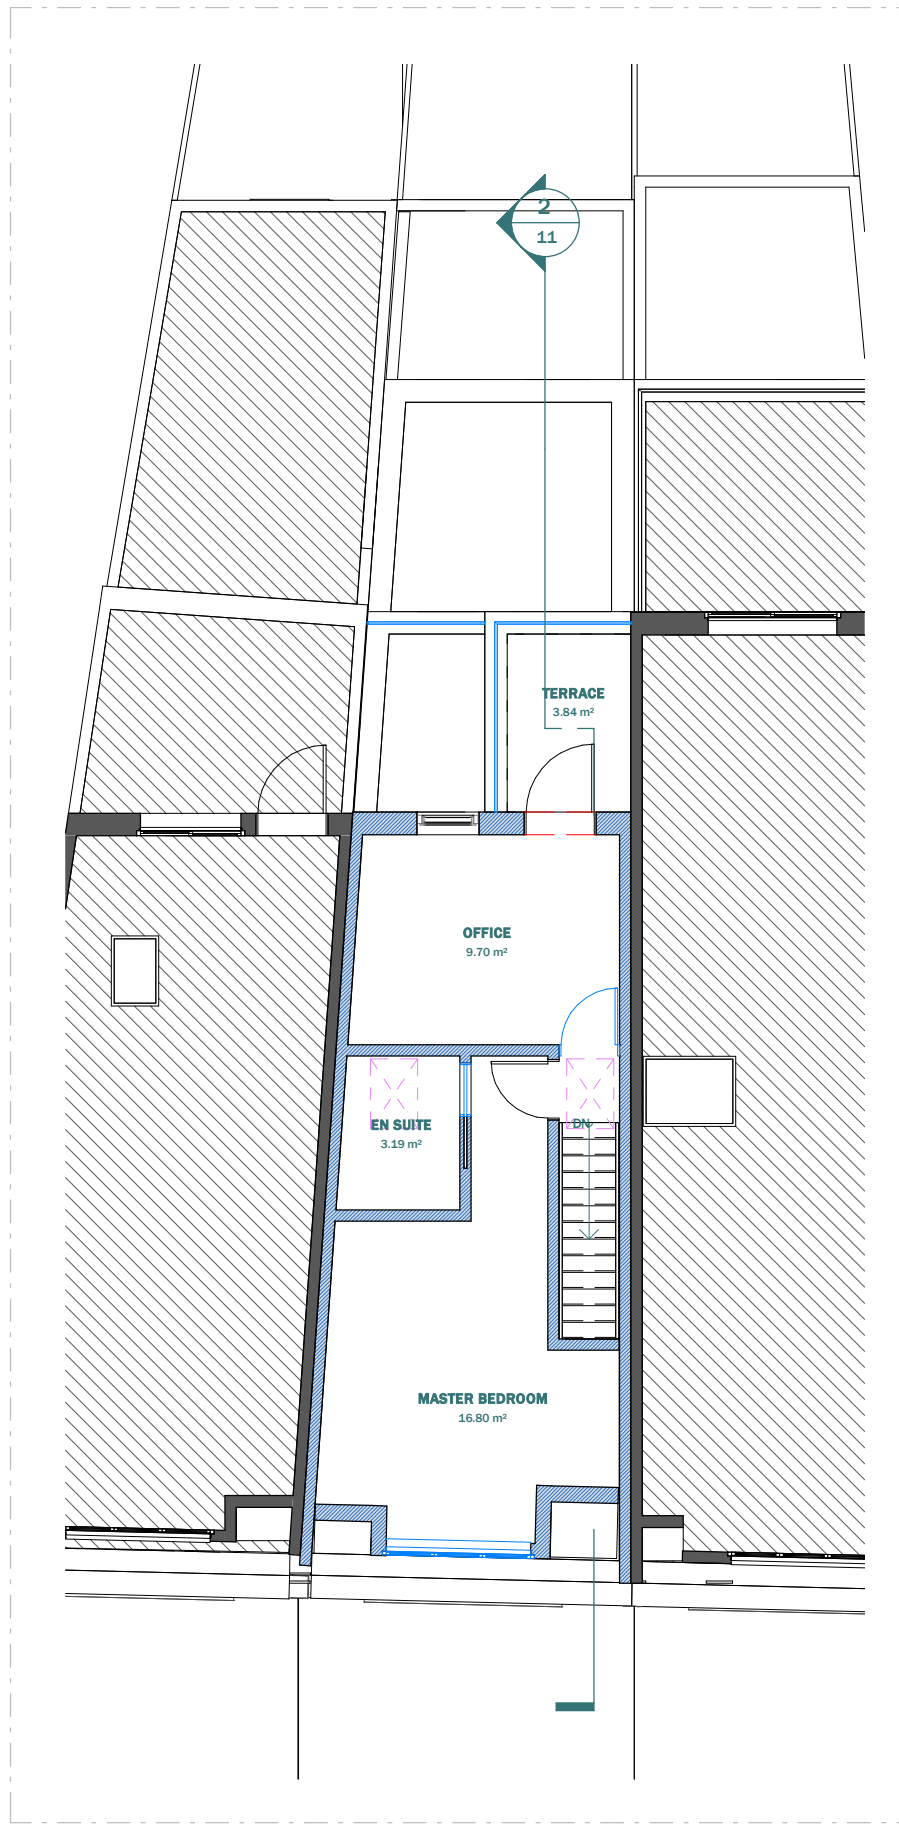 2
11
TERRACE
3.84 m²
OFFICE
9.70 m²
DN
EN SUITE
3.19 m²
MASTER BEDROOM
16.80 m²